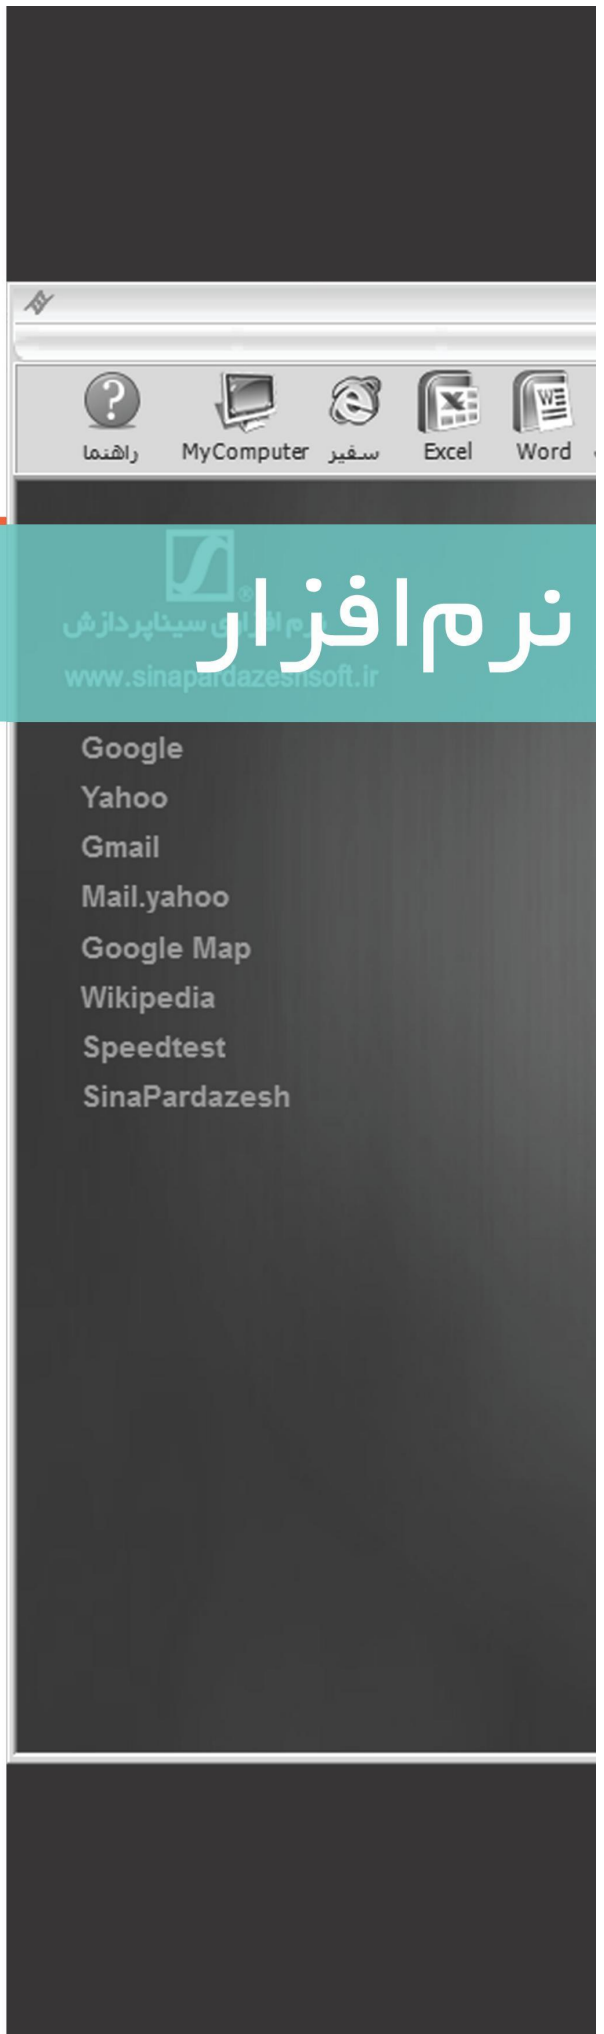 راهنما MyComputer سفیر Excel Word
نرم‌افزار
نرم افزاری سیناپردازش
www.sinapardazeshsoft.ir
Google
Yahoo
Gmail
Mail.yahoo
Google Map
Wikipedia
Speedtest
SinaPardazesh